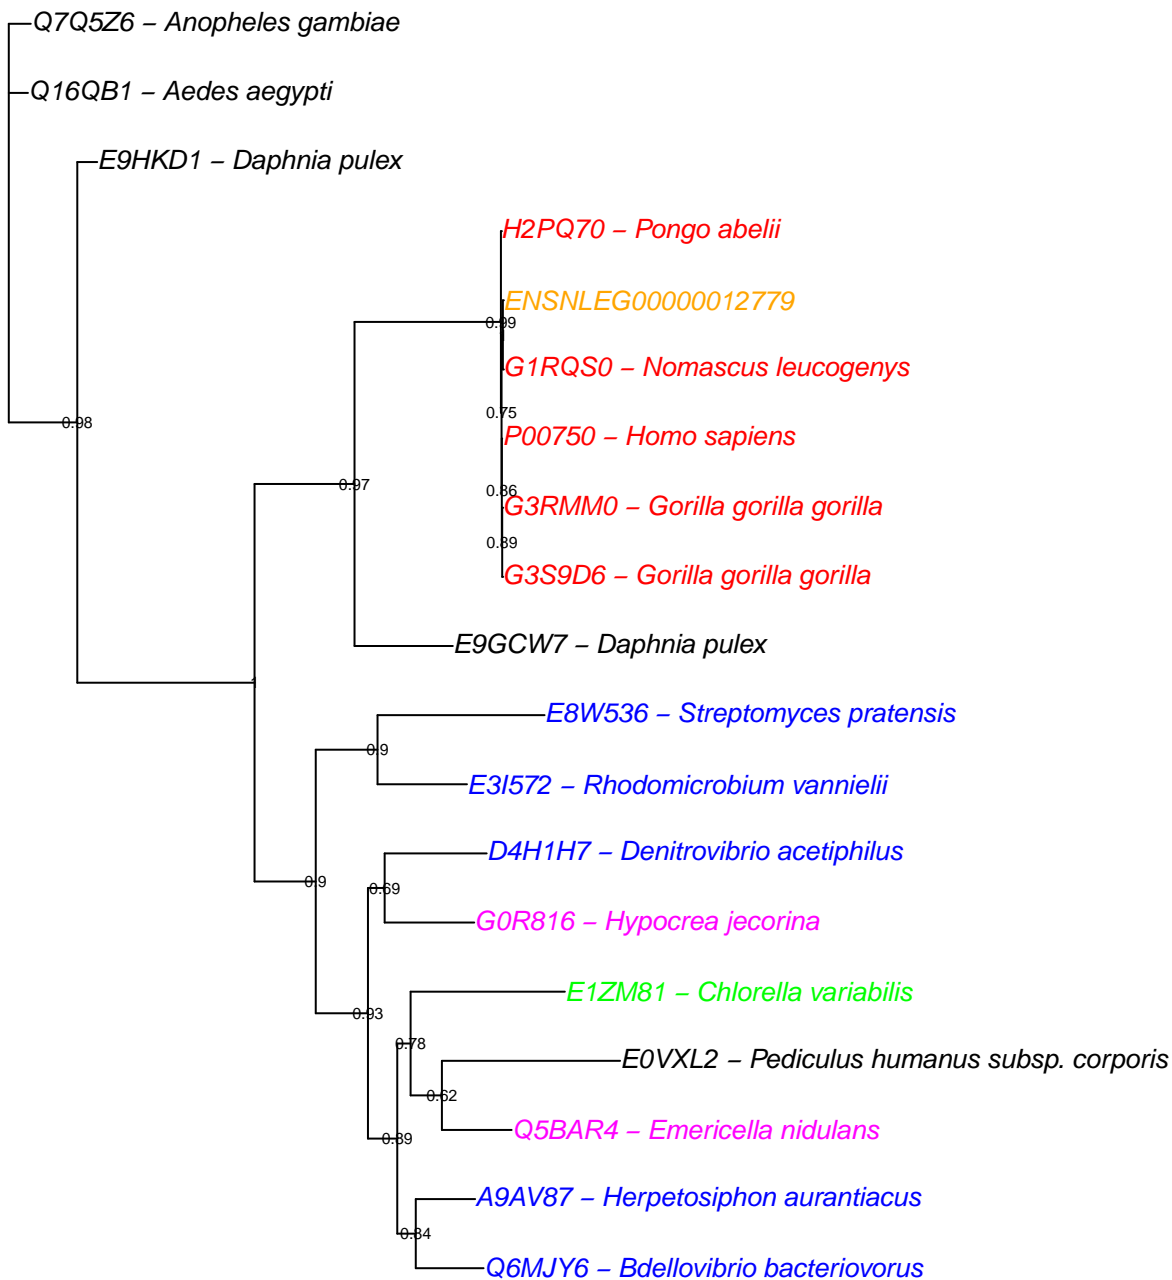 Q7Q5Z6 – Anopheles gambiae
Q16QB1 – Aedes aegypti
E9HKD1 – Daphnia pulex
H2PQ70 – Pongo abelii
ENSNLEG00000012779
0.99
G1RQS0 – Nomascus leucogenys
0.75
0.98
P00750 – Homo sapiens
0.97
0.86
G3RMM0 – Gorilla gorilla gorilla
0.89
G3S9D6 – Gorilla gorilla gorilla
E9GCW7 – Daphnia pulex
1
E8W536 – Streptomyces pratensis
0.9
E3I572 – Rhodomicrobium vannielii
D4H1H7 – Denitrovibrio acetiphilus
0.9
0.69
G0R816 – Hypocrea jecorina
E1ZM81 – Chlorella variabilis
0.93
0.78
E0VXL2 – Pediculus humanus subsp. corporis
0.62
Q5BAR4 – Emericella nidulans
0.89
A9AV87 – Herpetosiphon aurantiacus
0.84
Q6MJY6 – Bdellovibrio bacteriovorus